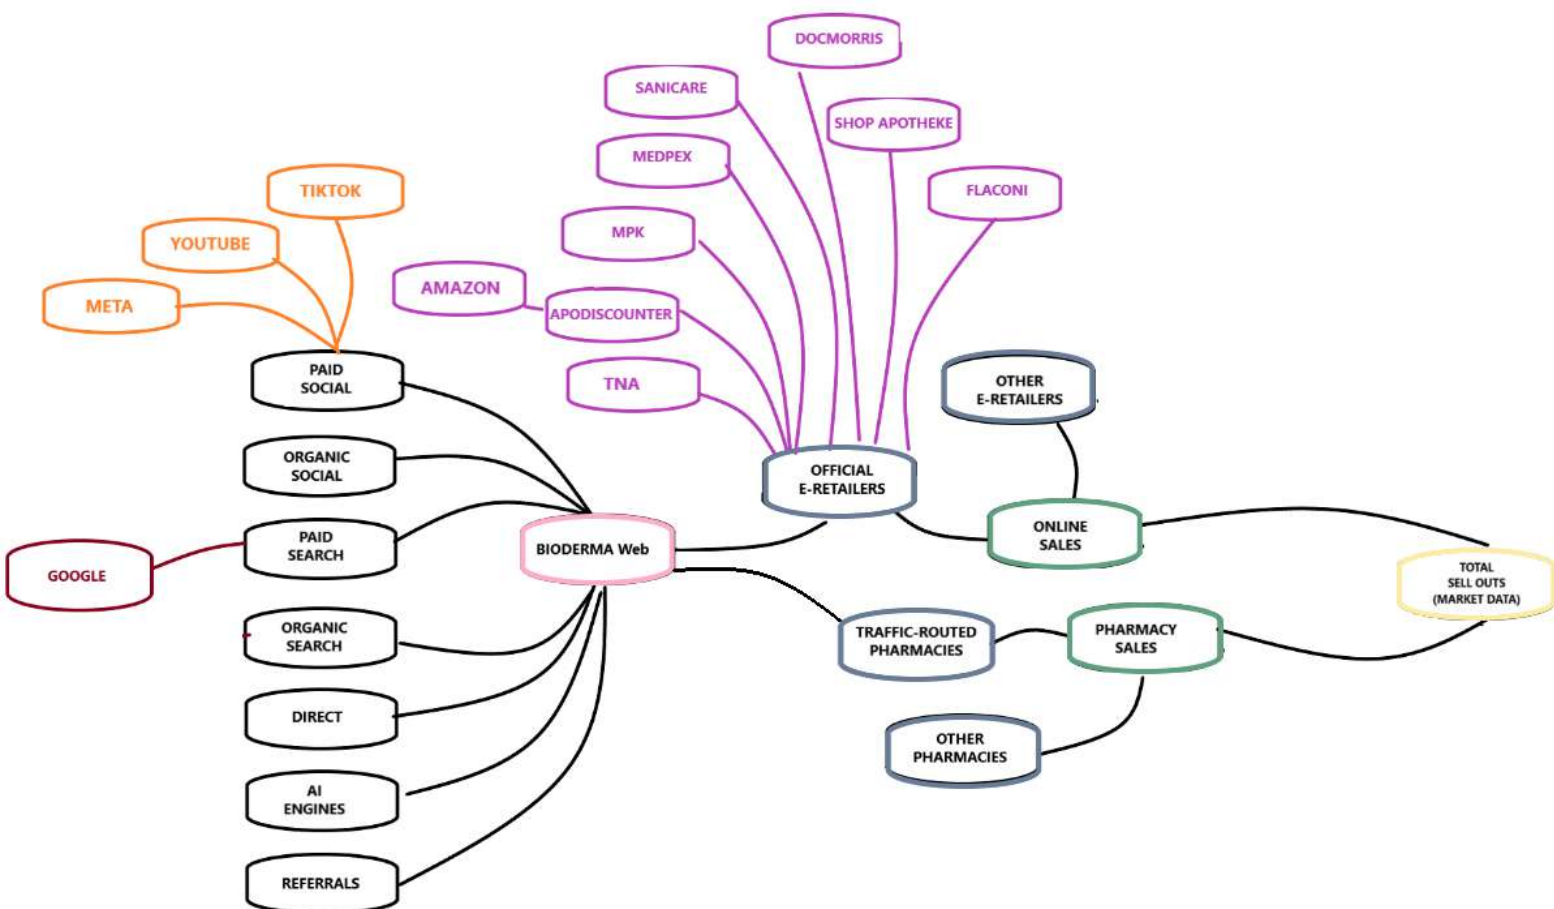 DOCMORRIS
SANICARE
SHOP APOTHEKE
MEDPEX
FLACONI
TIKTOK
MPK
YOUTUBE
AMAZON
META
APODISCOUNTER
TNA
PAID
SOCIAL
OTHER
E-RETAILERS
ORGANIC
SOCIAL
OFFICIAL
E-RETAILERS
PAID
SEARCH
BIODERMA Web
ONLINE
SALES
GOOGLE
TOTAL
SELL OUTS
(MARKET DATA)
ORGANIC
SEARCH
TRAFFIC-ROUTED
PHARMACIES
PHARMACY
SALES
DIRECT
OTHER
PHARMACIES
AI
ENGINES
REFERRALS